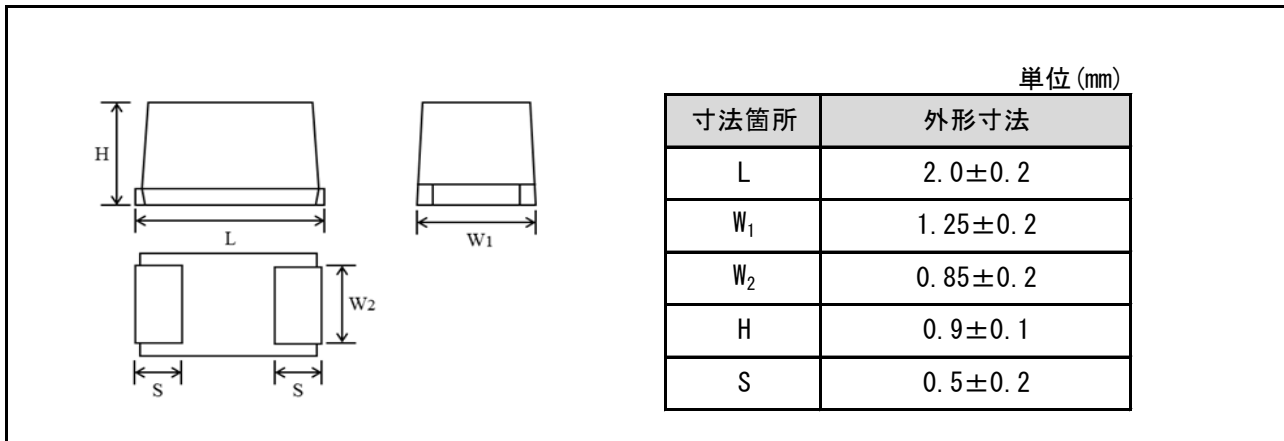 H
L
W1
W2
S
S
単位(mm)
寸法箇所 外形寸法
L 2.0±0.2
W₁ 1.25±0.2
W₂ 0.85±0.2
H 0.9±0.1
S 0.5±0.2